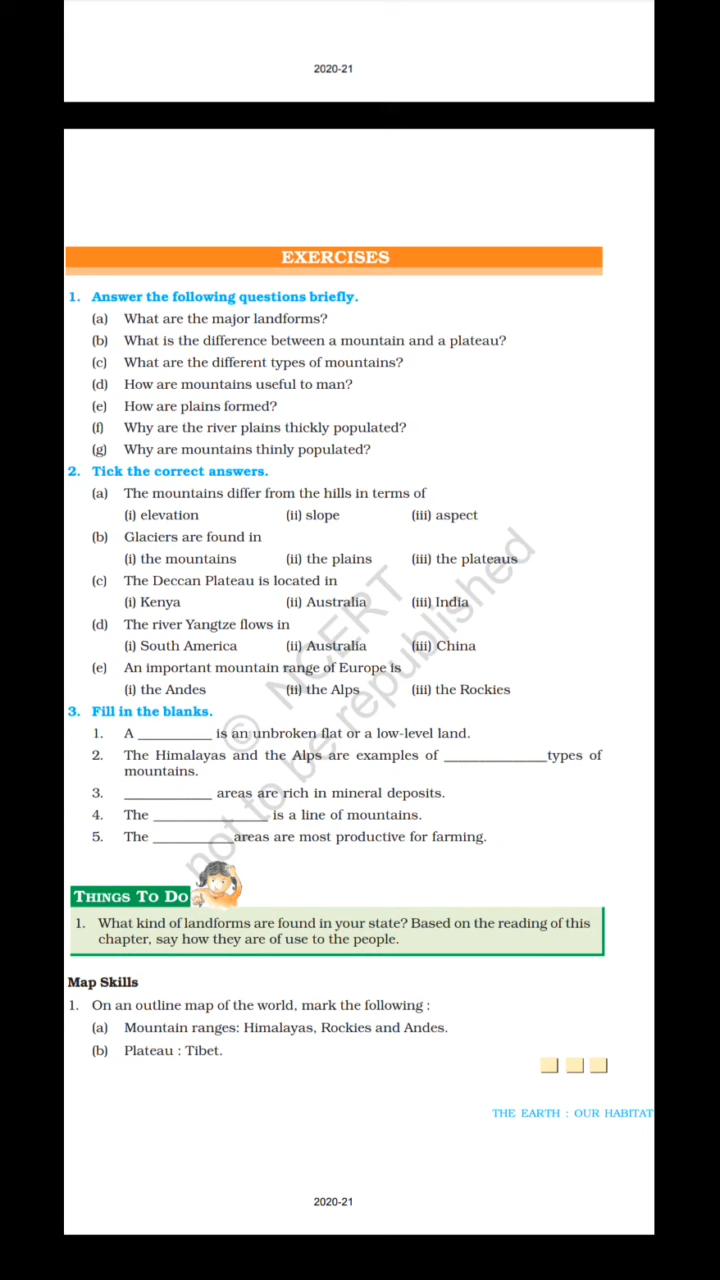 2020-21
EXERCISES
1. Answer the following questions briefly.
(a) What are the major landforms?
(b) What is the difference between a mountain and a plateau?
(c) What are the different types of mountains?
(d) How are mountains useful to man?
(e) How are plains formed?
(f) Why are the river plains thickly populated?
(g) Why are mountains thinly populated?
2. Tick the correct answers.
(a) The mountains differ from the hills in terms of
(i) elevation (ii) slope (iii) aspect
(b) Glaciers are found in
(i) the mountains (ii) the plains (iii) the plateaus
(c) The Deccan Plateau is located in
(i) Kenya (ii) Australia (iii) India
(d) The river Yangtze flows in
(i) South America (ii) Australia (iii) China
(e) An important mountain range of Europe is
(i) the Andes (ii) the Alps (iii) the Rockies
3. Fill in the blanks.
1. A __________ is an unbroken flat or a low-level land.
2. The Himalayas and the Alps are examples of ______________types of
mountains.
3. ____________ areas are rich in mineral deposits.
4. The _______________ is a line of mountains.
5. The ___________areas are most productive for farming.
© NCERT
not to be republished
THINGS TO DO
1. What kind of landforms are found in your state? Based on the reading of this
chapter, say how they are of use to the people.
Map Skills
1. On an outline map of the world, mark the following :
(a) Mountain ranges: Himalayas, Rockies and Andes.
(b) Plateau : Tibet.
THE EARTH : OUR HABITAT
2020-21